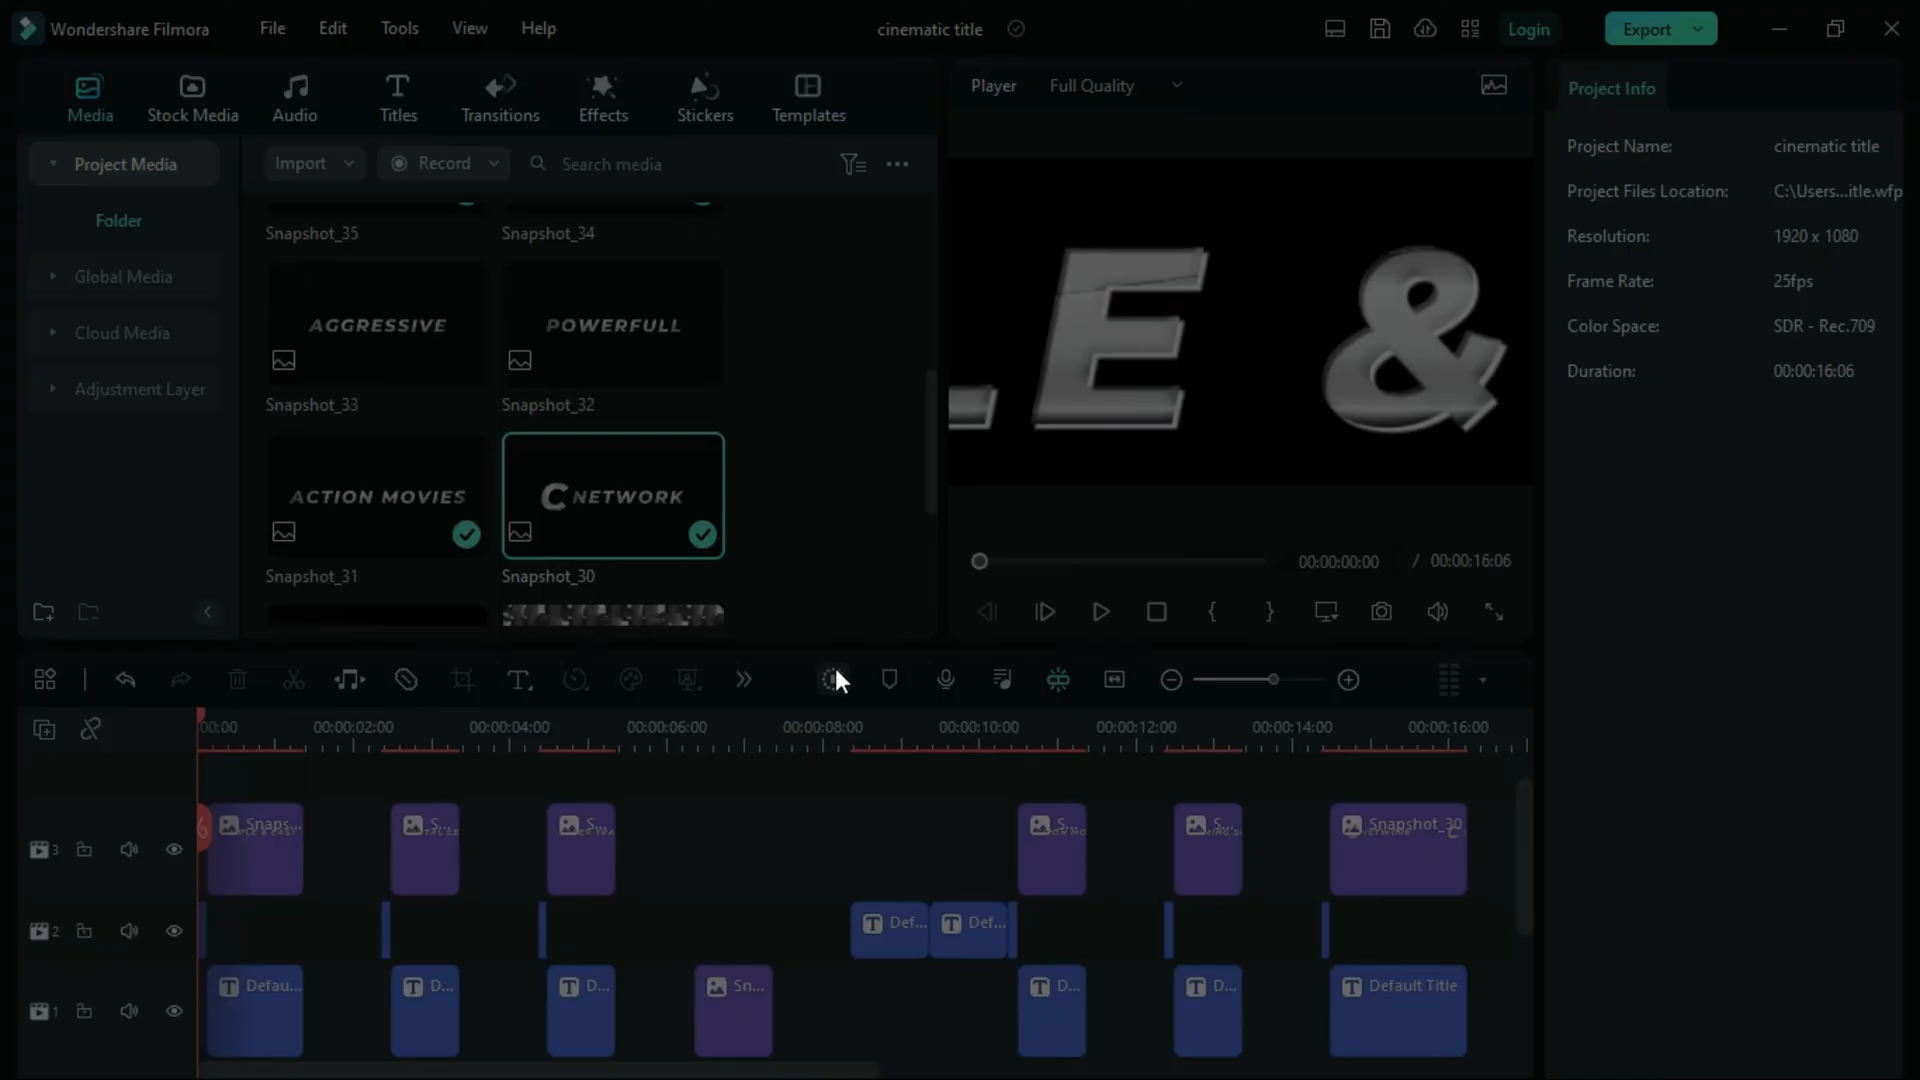 Wondershare Filmora File Edit Tools View Help cinematic title Login Export
Media Stock Media Audio Titles Transitions Effects Stickers Templates
Player Full Quality
Project Info
Project Media
Import Record Search media
Folder
Global Media
Cloud Media
Adjustment Layer
Snapshot_35 Snapshot_34
AGGRESSIVE POWERFULL
Snapshot_33 Snapshot_32
ACTION MOVIES C NETWORK
Snapshot_31 Snapshot_30
E &
Project Name: cinematic title
Project Files Location: C:\Users...itle.wfp
Resolution: 1920 x 1080
Frame Rate: 25fps
Color Space: SDR - Rec.709
Duration: 00:00:16:06
00:00:00:00 / 00:00:16:06
00:00 00:00:02:00 00:00:04:00 00:00:06:00 00:00:08:00 00:00:10:00 00:00:12:00 00:00:14:00 00:00:16:00
3 Snaps... S... S... S... S... Snapshot_30
2 Def... Def...
1 Defau... D... D... Sn... D... D... Default Title